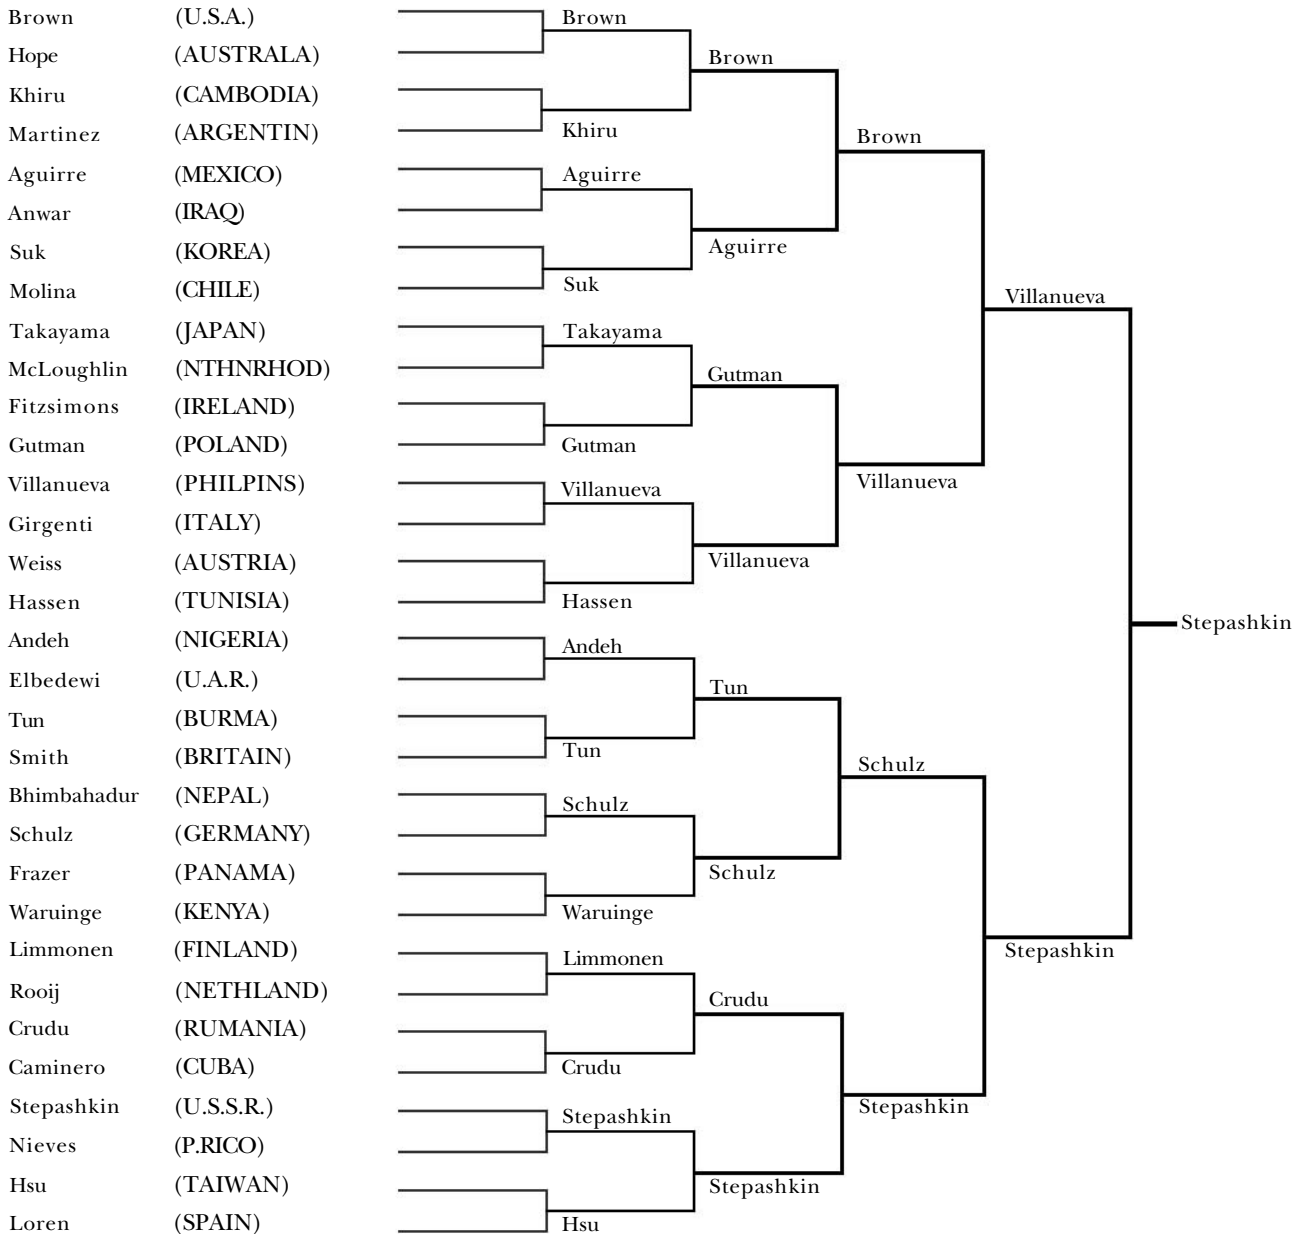 Brown (U.S.A.) Brown
Hope (AUSTRALA) Brown
Khiru (CAMBODIA)
Martinez (ARGENTIN) Khiru Brown
Aguirre (MEXICO) Aguirre
Anwar (IRAQ)
Suk (KOREA) Aguirre
Molina (CHILE) Suk Villanueva
Takayama (JAPAN) Takayama
McLoughlin (NTHNRHOD) Gutman
Fitzsimons (IRELAND)
Gutman (POLAND) Gutman
Villanueva (PHILPINS) Villanueva Villanueva
Girgenti (ITALY)
Weiss (AUSTRIA) Villanueva
Hassen (TUNISIA) Hassen
Stepashkin
Andeh (NIGERIA) Andeh
Elbedewi (U.A.R.) Tun
Tun (BURMA)
Smith (BRITAIN) Tun Schulz
Bhimbahadur (NEPAL) Schulz
Schulz (GERMANY)
Frazer (PANAMA) Schulz
Waruinge (KENYA) Waruinge
Limmonen (FINLAND) Limmonen Stepashkin
Rooij (NETHLAND) Crudu
Crudu (RUMANIA)
Caminero (CUBA) Crudu
Stepashkin (U.S.S.R.) Stepashkin Stepashkin
Nieves (P.RICO)
Hsu (TAIWAN) Stepashkin
Loren (SPAIN) Hsu